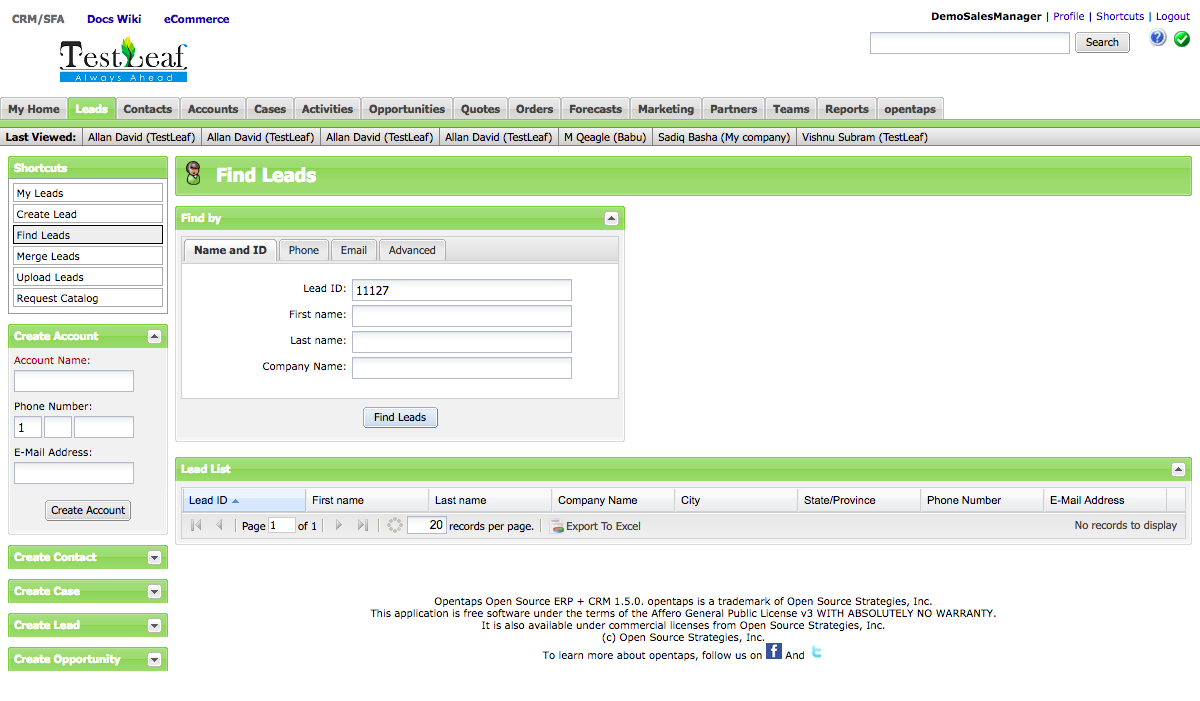 CRM/SFA Docs Wiki eCommerce
DemoSalesManager | Profile | Shortcuts | Logout
Search
TestLeaf
Always Ahead
My Home Leads Contacts Accounts Cases Activities Opportunities Quotes Orders Forecasts Marketing Partners Teams Reports opentaps
Last Viewed: Allan David (TestLeaf) Allan David (TestLeaf) Allan David (TestLeaf) Allan David (TestLeaf) M Qeagle (Babu) Sadiq Basha (My company) Vishnu Subram (TestLeaf)
Shortcuts
My Leads
Create Lead
Find Leads
Merge Leads
Upload Leads
Request Catalog
Create Account
Account Name:
Phone Number:
1
E-Mail Address:
Create Account
Create Contact
Create Case
Create Lead
Create Opportunity
Find Leads
Find by
Name and ID Phone Email Advanced
Lead ID: 11127
First name:
Last name:
Company Name:
Find Leads
Lead List
Lead ID First name Last name Company Name City State/Province Phone Number E-Mail Address
Page 1 of 1 20 records per page. Export To Excel No records to display
Opentaps Open Source ERP + CRM 1.5.0. opentaps is a trademark of Open Source Strategies, Inc.
This application is free software under the terms of the Affero General Public License v3 WITH ABSOLUTELY NO WARRANTY.
It is also available under commercial licenses from Open Source Strategies, Inc.
(c) Open Source Strategies, Inc.
To learn more about opentaps, follow us on f And t